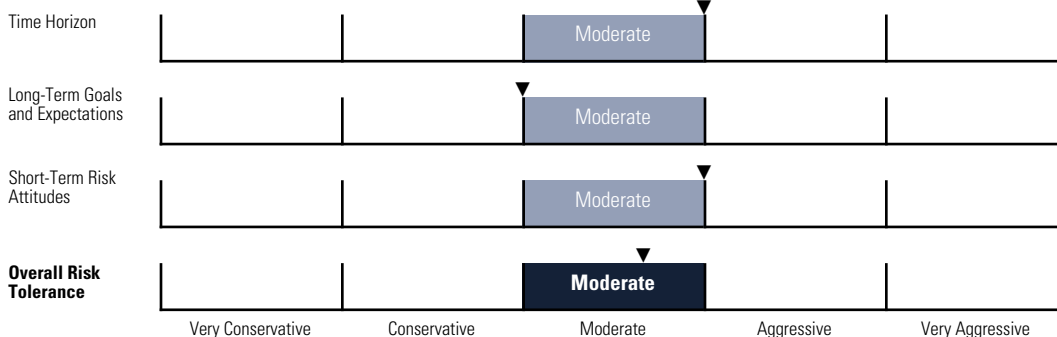 Time Horizon
Moderate
Long-Term Goals
and Expectations
Moderate
Short-Term Risk
Attitudes
Moderate
Overall Risk
Tolerance
Moderate
Very Conservative
Conservative
Moderate
Aggressive
Very Aggressive